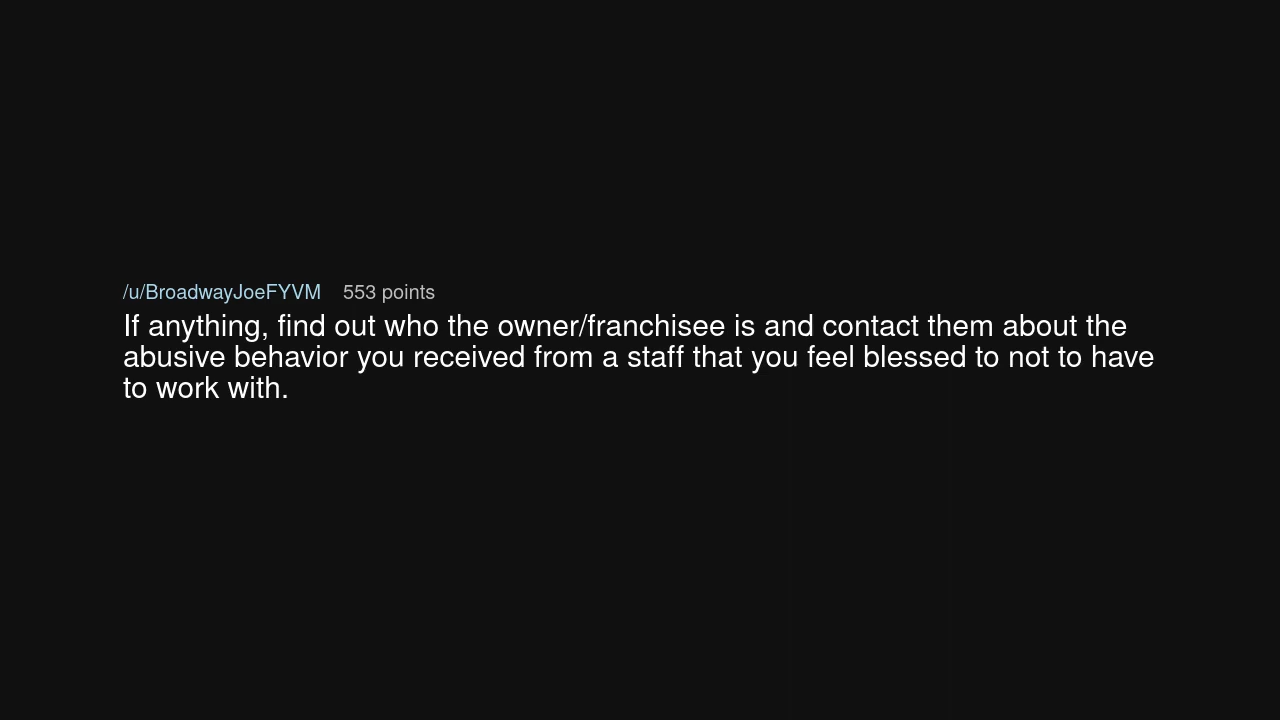 /u/BroadwayJoeFYVM 553 points
If anything, find out who the owner/franchisee is and contact them about the
abusive behavior you received from a staff that you feel blessed to not to have
to work with.